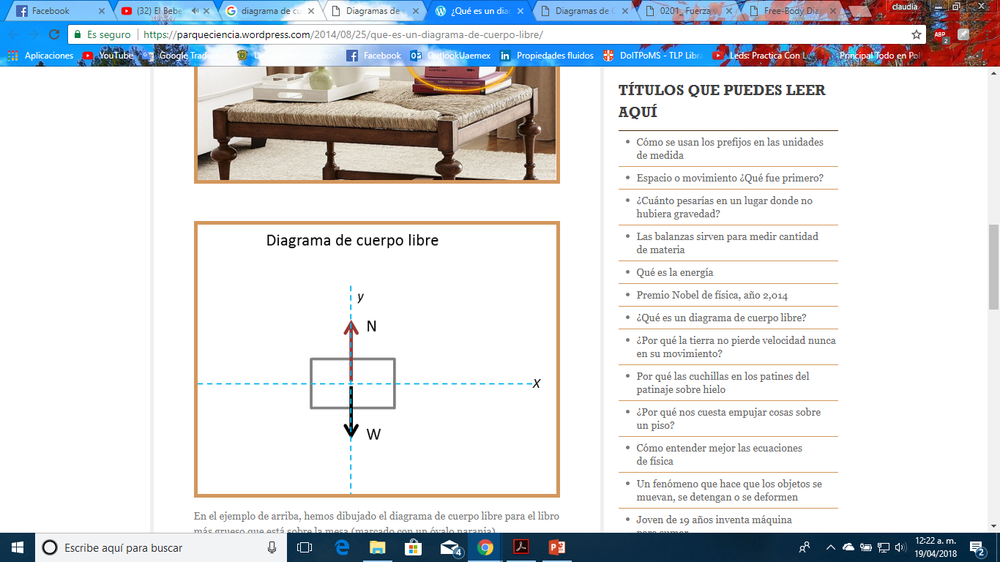 Facebook
(32) El Bebe
diagrama de cu
Diagramas de
¿Qué es un dia
Diagramas de
0201_Fuerza y
Free-Body Dia
claudia
Es seguro
https://parqueciencia.wordpress.com/2014/08/25/que-es-un-diagrama-de-cuerpo-libre/
ABP
2
Aplicaciones
YouTube
Google Traduc
Facebook
OutlookUaemex
Propiedades fluidos
DoITPoMS - TLP Libra
Leds: Practica Con L
Principal Todo en Pol
Diagrama de cuerpo libre
y
N
X
W
En el ejemplo de arriba, hemos dibujado el diagrama de cuerpo libre para el libro
más grueso que está sobre la mesa (marcado con un óvalo naranja)
TÍTULOS QUE PUEDES LEER
AQUÍ
Cómo se usan los prefijos en las unidades
de medida
Espacio o movimiento ¿Qué fue primero?
¿Cuánto pesarías en un lugar donde no
hubiera gravedad?
Las balanzas sirven para medir cantidad
de materia
Qué es la energía
Premio Nobel de física, año 2,014
¿Qué es un diagrama de cuerpo libre?
¿Por qué la tierra no pierde velocidad nunca
en su movimiento?
Por qué las cuchillas en los patines del
patinaje sobre hielo
¿Por qué nos cuesta empujar cosas sobre
un piso?
Cómo entender mejor las ecuaciones
de física
Un fenómeno que hace que los objetos se
muevan, se detengan o se deformen
Joven de 19 años inventa máquina
para sumar
Escribe aquí para buscar
4
12:22 a. m.
19/04/2018
2